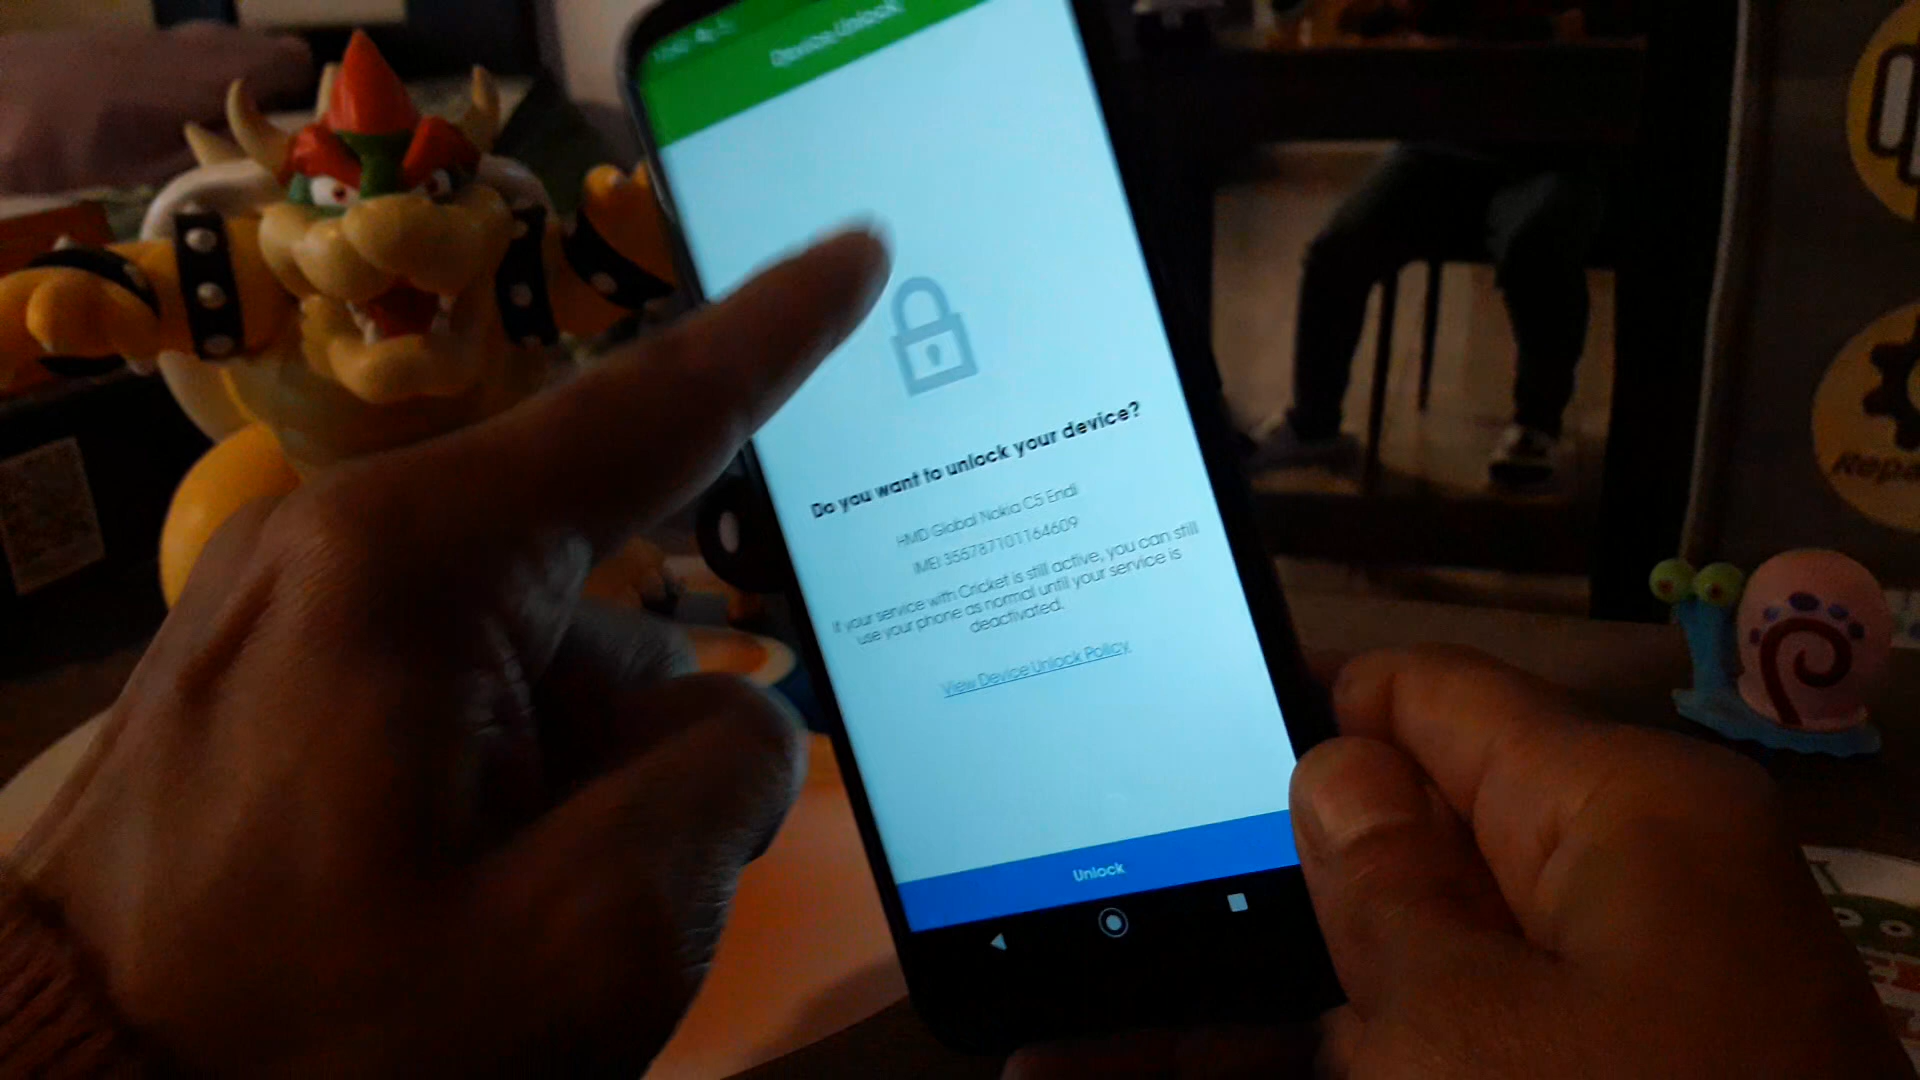 Device Unlock
Do you want to unlock your device?
HMD Global Nokia C5 Endi
IMEI 355787101164609
If your service with Cricket is still active, you can still
use your phone as normal until your service is
deactivated.
View Device Unlock Policy.
Unlock
Repa